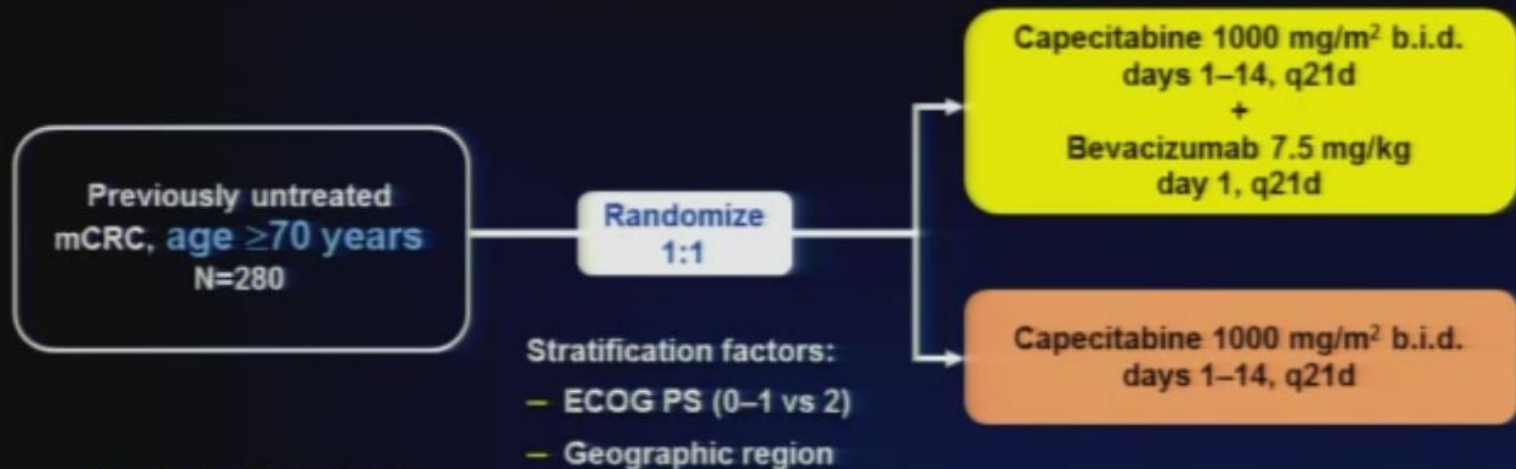 Previously untreated
mCRC, age ≥70 years
N=280
Randomize
1:1
Stratification factors:
– ECOG PS (0–1 vs 2)
– Geographic region
Capecitabine 1000 mg/m² b.i.d.
days 1–14, q21d
+
Bevacizumab 7.5 mg/kg
day 1, q21d
Capecitabine 1000 mg/m² b.i.d.
days 1–14, q21d